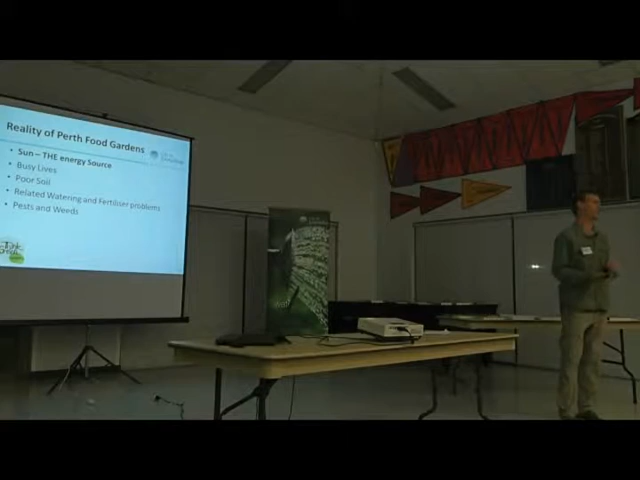 Reality of Perth Food Gardens
• Sun – THE energy Source
• Busy Lives
• Poor Soil
• Related Watering and Fertiliser problems
• Pests and Weeds